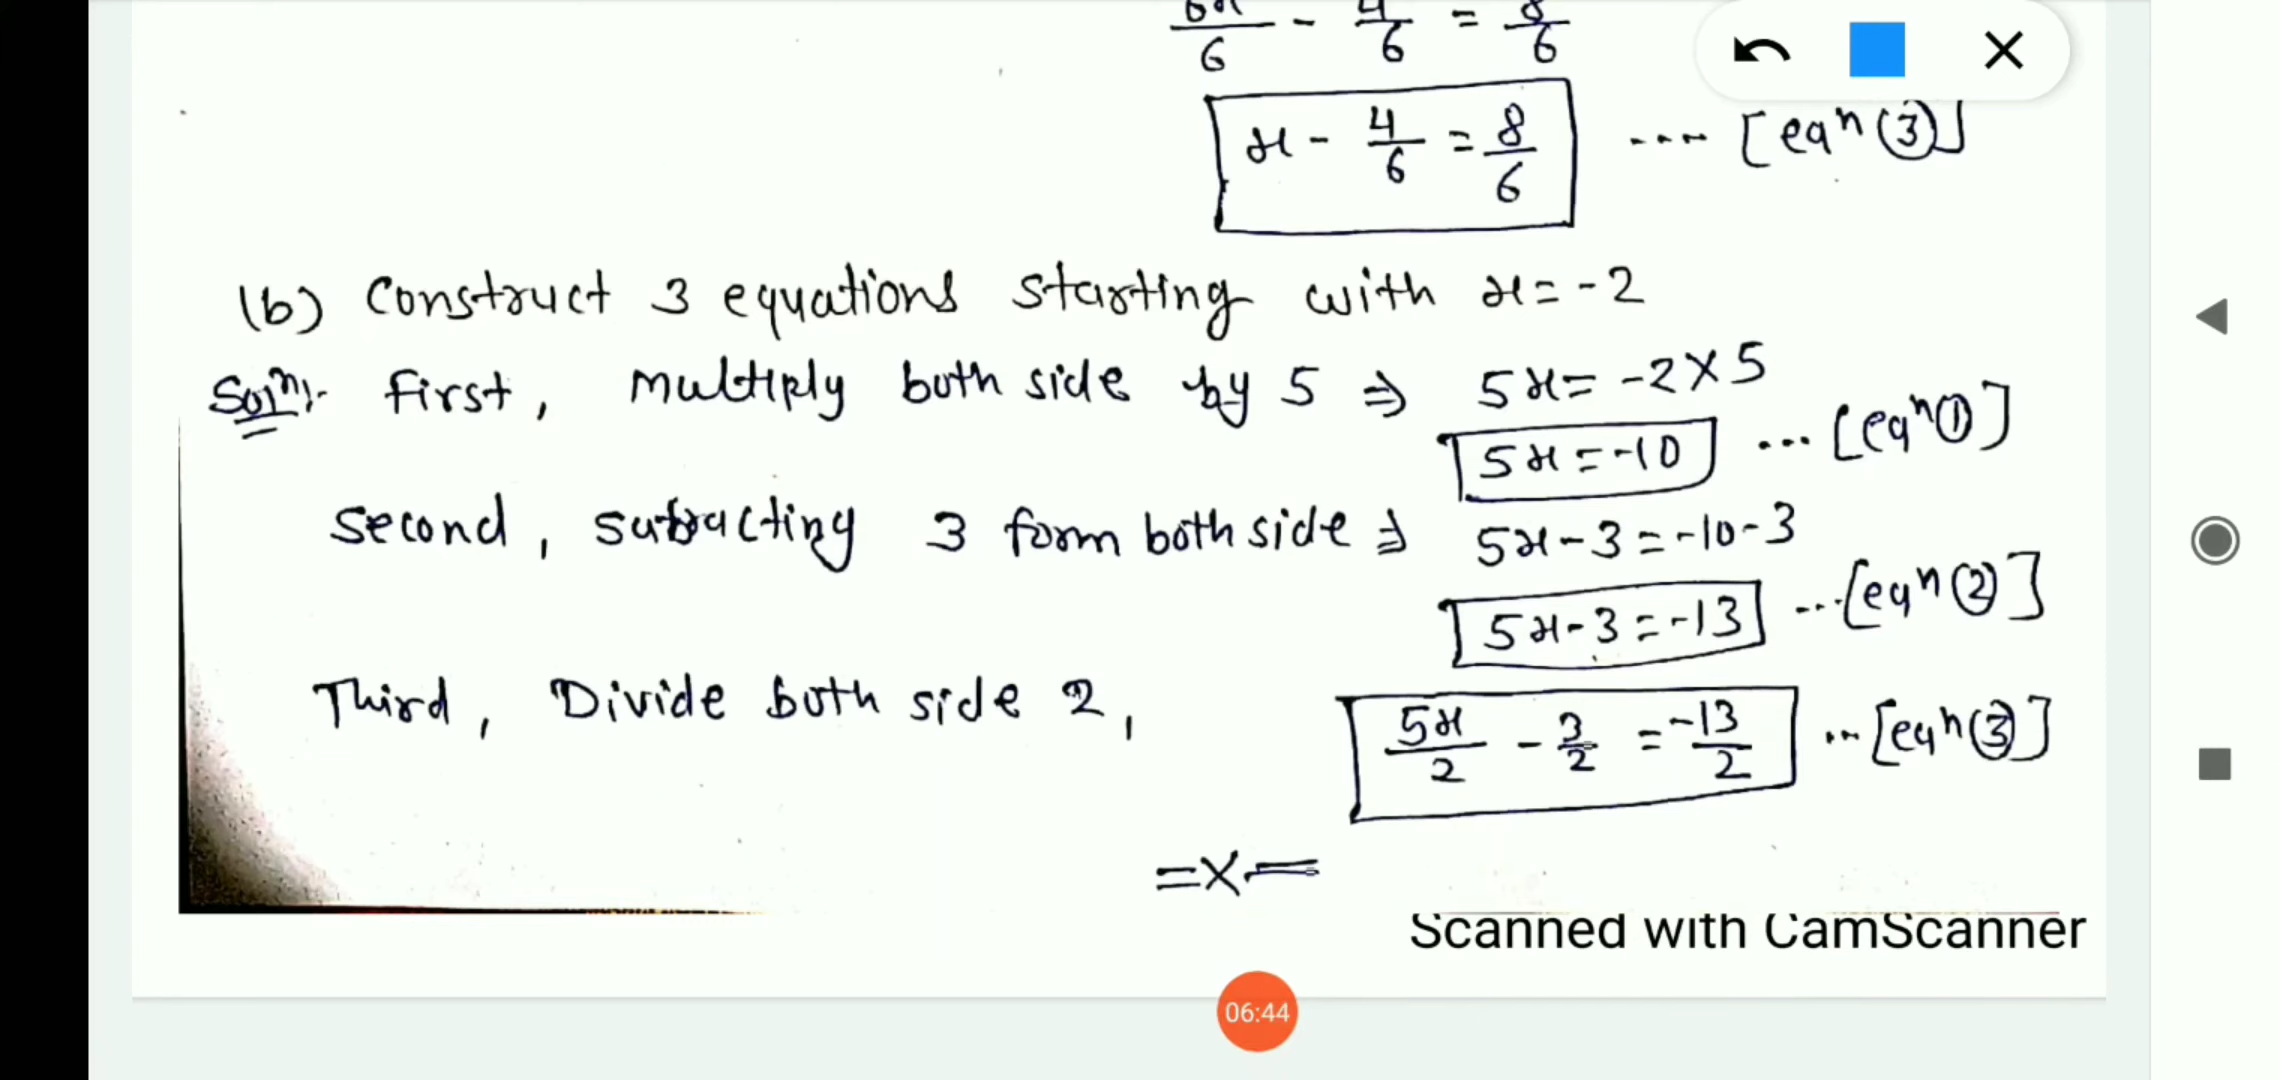 6x/6 - 4/6 = 8/6
x - 4/6 = 8/6 .... [eqⁿ (3)]
(b) Construct 3 equations starting with x = -2
Solⁿ:- first, multiply both side by 5 ⇒ 5x = -2×5
5x = -10 ... [eqⁿ ①]
Second, subtracting 3 form both side ⇒ 5x-3 = -10-3
5x-3 = -13 ... [eqⁿ ②]
Third, Divide both side 2, 5x/2 - 3/2 = -13/2 ... [eqⁿ ③]
=x=
Scanned with CamScanner
06:44